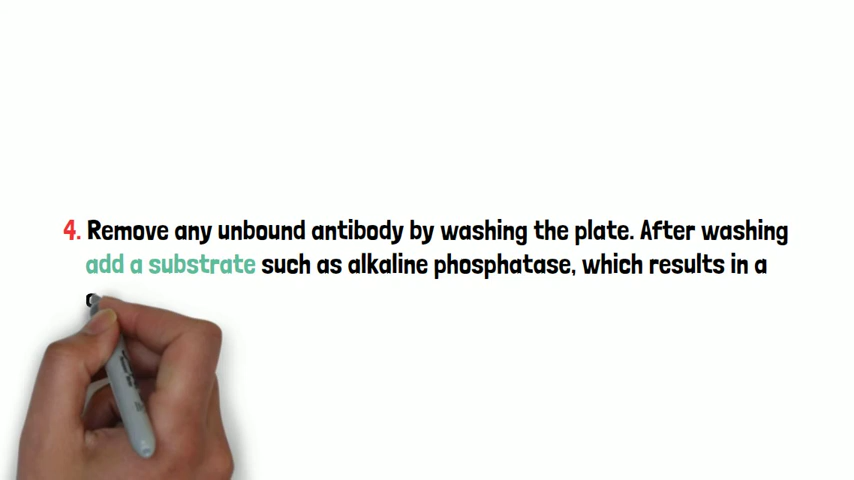 4. Remove any unbound antibody by washing the plate. After washing
add a substrate such as alkaline phosphatase, which results in a